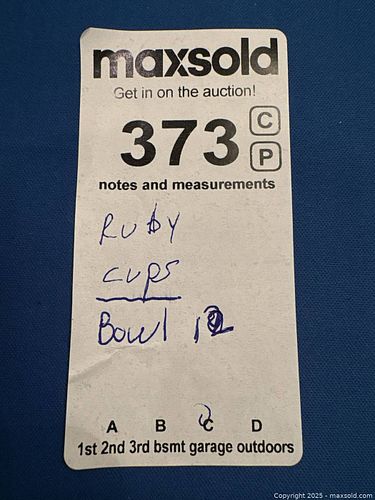 maxsold
Get in on the auction!
373 C
P
notes and measurements
RUBY
CUPS
Bowl 12
A B C D
1st 2nd 3rd bsmt garage outdoors
Copyright 2025 - maxsold.com